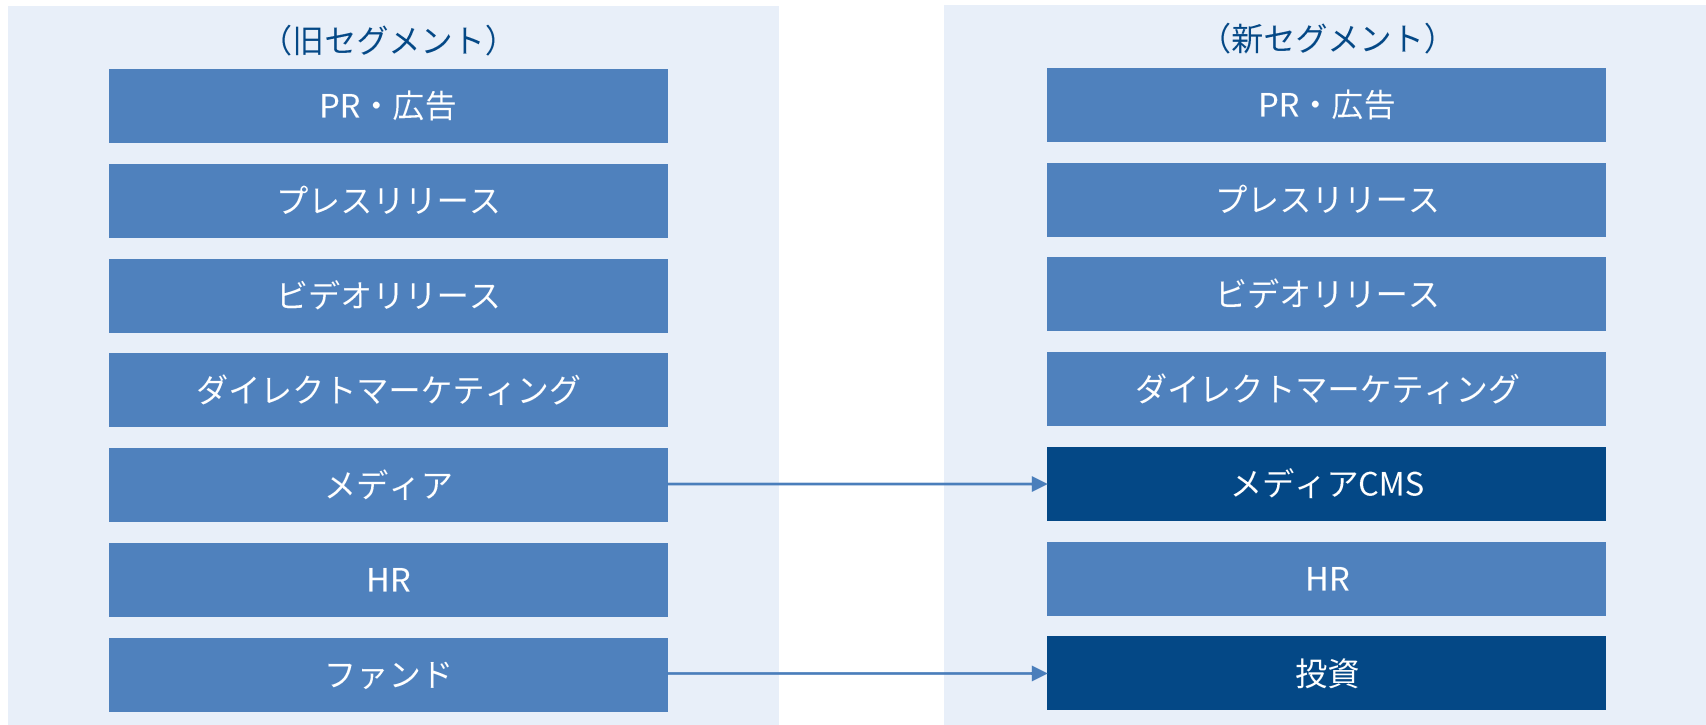 （旧セグメント）
PR・広告
プレスリリース
ビデオリリース
ダイレクトマーケティング
メディア
HR
ファンド
（新セグメント）
PR・広告
プレスリリース
ビデオリリース
ダイレクトマーケティング
メディアCMS
HR
投資